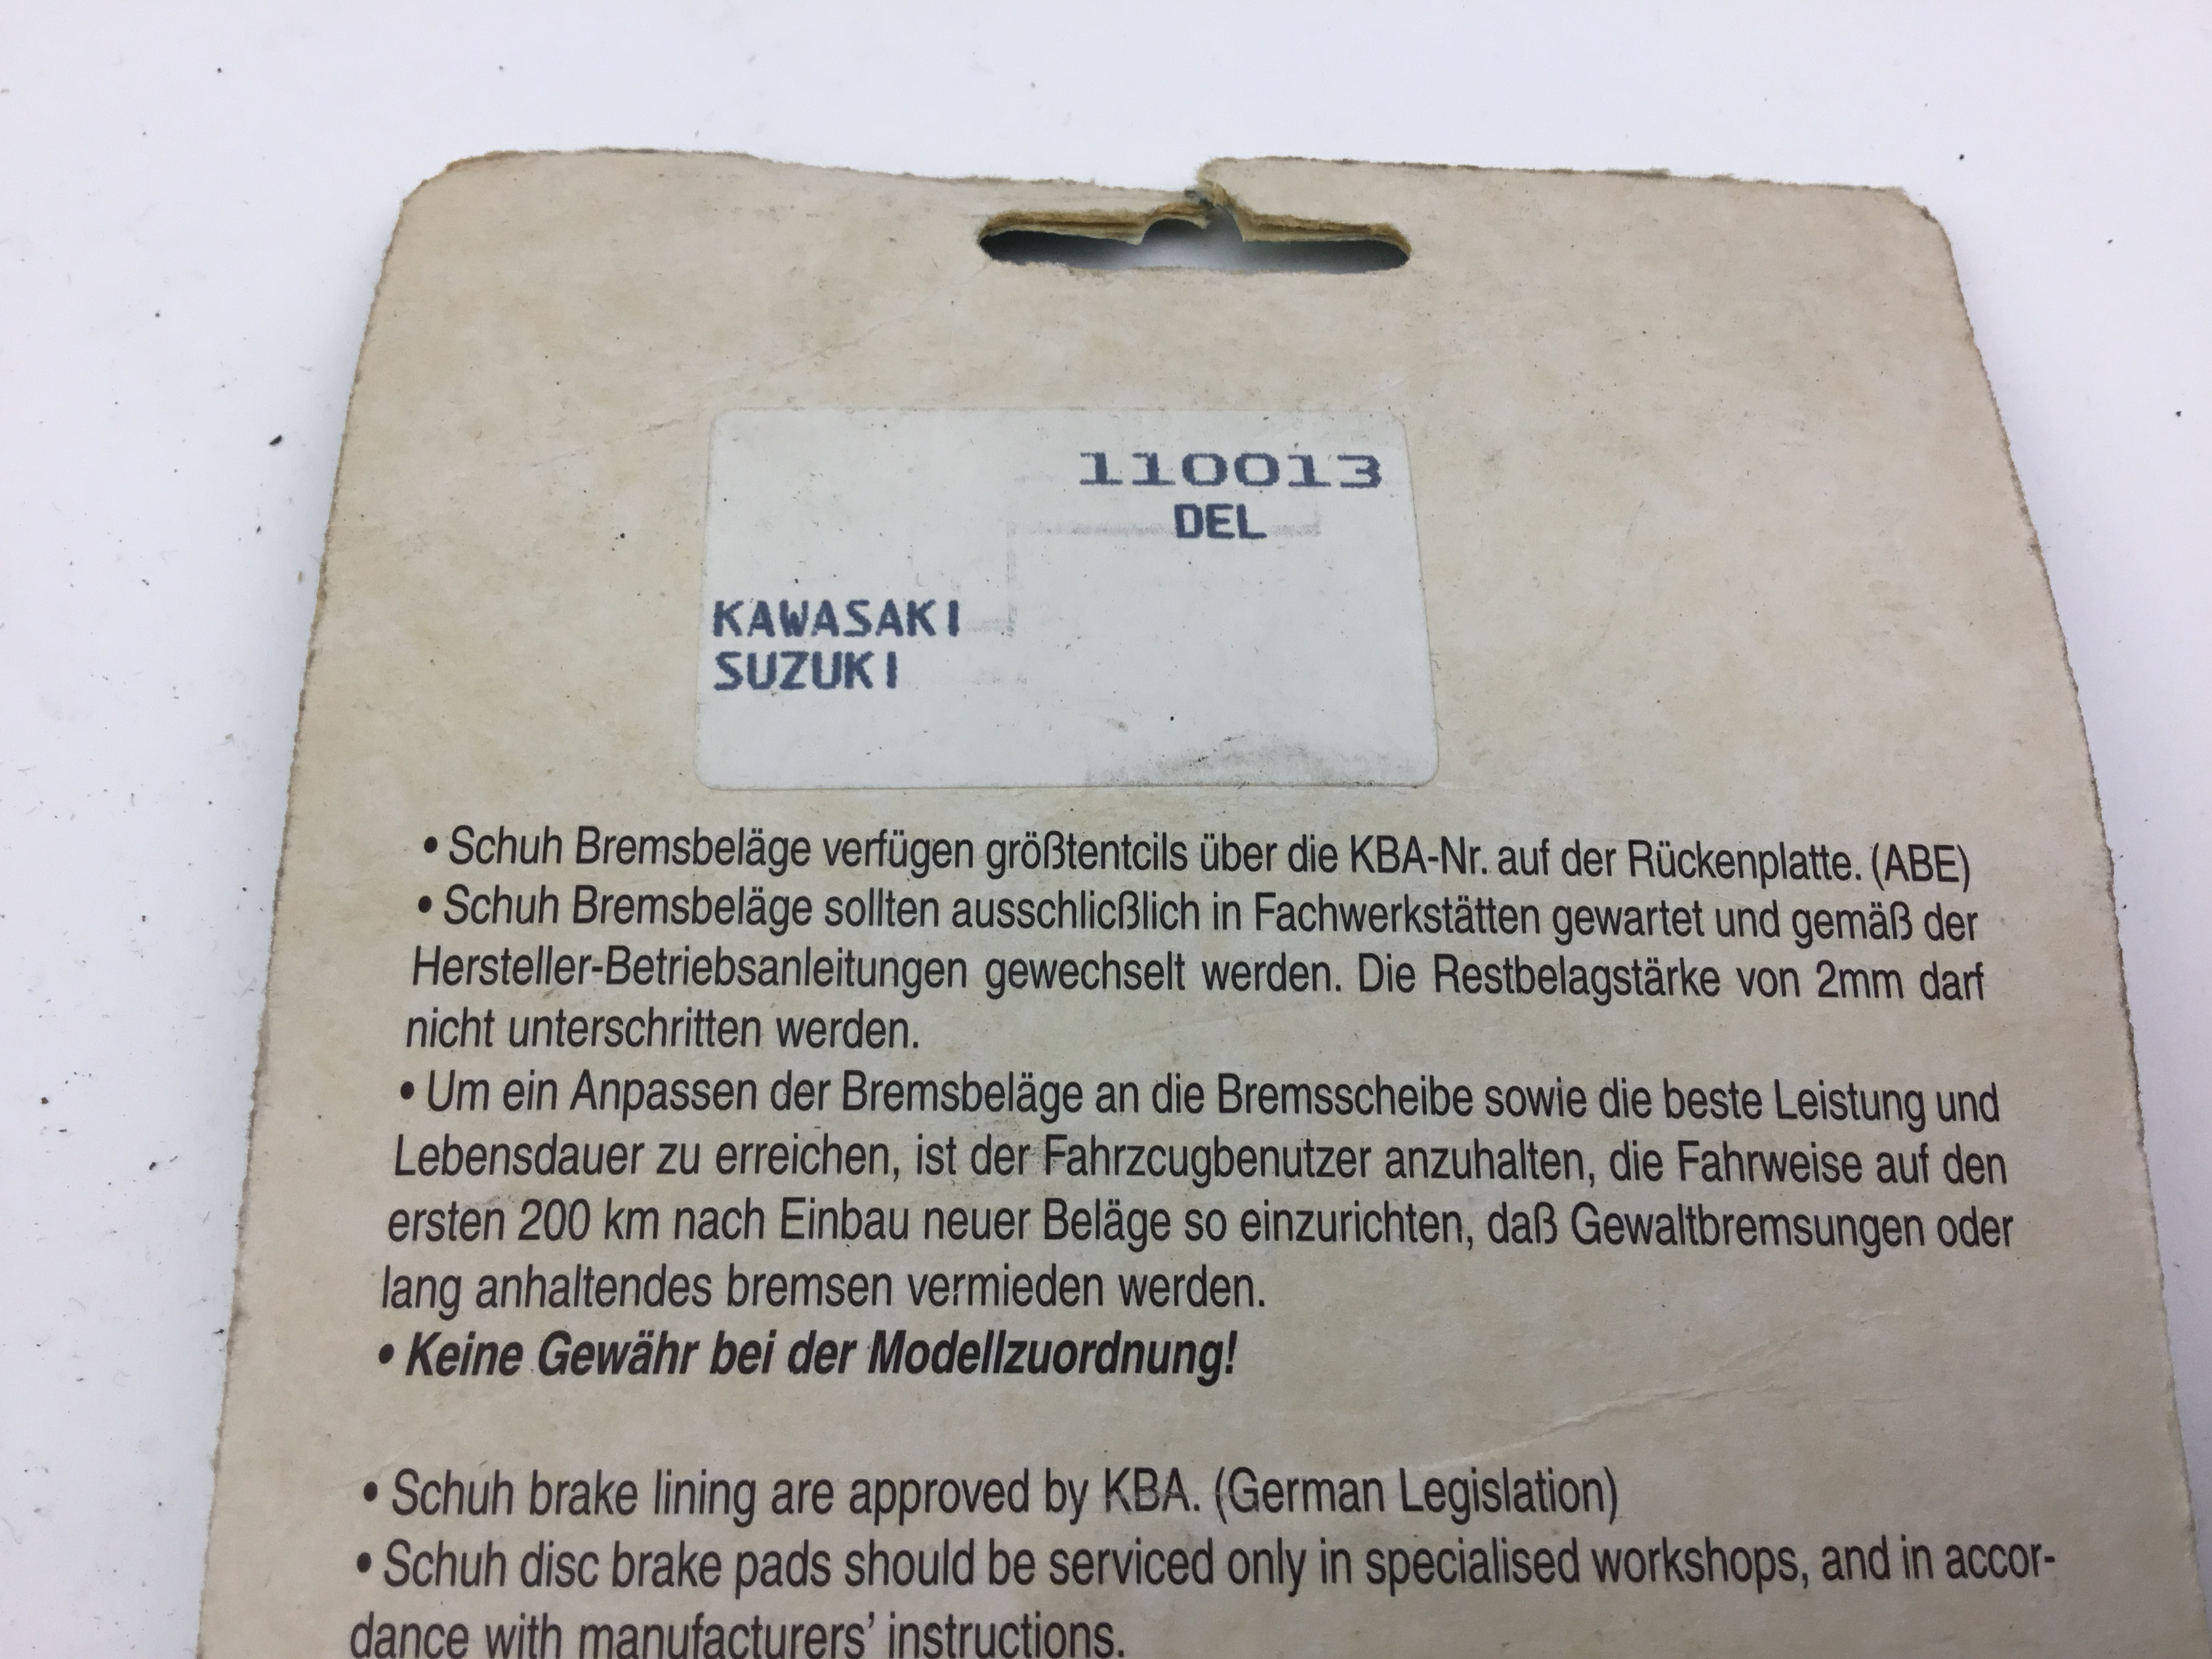 110013
DEL
KAWASAKI
SUZUKI
• Schuh Bremsbeläge verfügen größtentcils über die KBA-Nr. auf der Rückenplatte. (ABE)
• Schuh Bremsbeläge sollten ausschlicßlich in Fachwerkstätten gewartet und gemäß der
Hersteller-Betriebsanleitungen gewechselt werden. Die Restbelagstärke von 2mm darf
nicht unterschritten werden.
• Um ein Anpassen der Bremsbeläge an die Bremsscheibe sowie die beste Leistung und
Lebensdauer zu erreichen, ist der Fahrzcugbenutzer anzuhalten, die Fahrweise auf den
ersten 200 km nach Einbau neuer Beläge so einzurichten, daß Gewaltbremsungen oder
lang anhaltendes bremsen vermieden werden.
• Keine Gewähr bei der Modellzuordnung!
• Schuh brake lining are approved by KBA. (German Legislation)
• Schuh disc brake pads should be serviced only in specialised workshops, and in accor-
dance with manufacturers’ instructions.